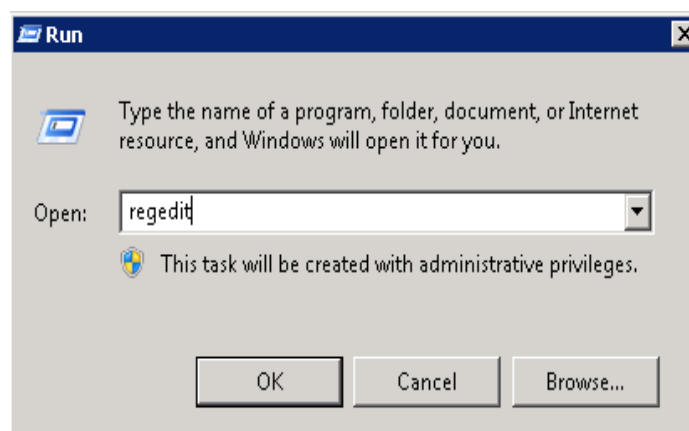 Run
Type the name of a program, folder, document, or Internet
resource, and Windows will open it for you.
Open:
regedit
This task will be created with administrative privileges.
OK
Cancel
Browse...